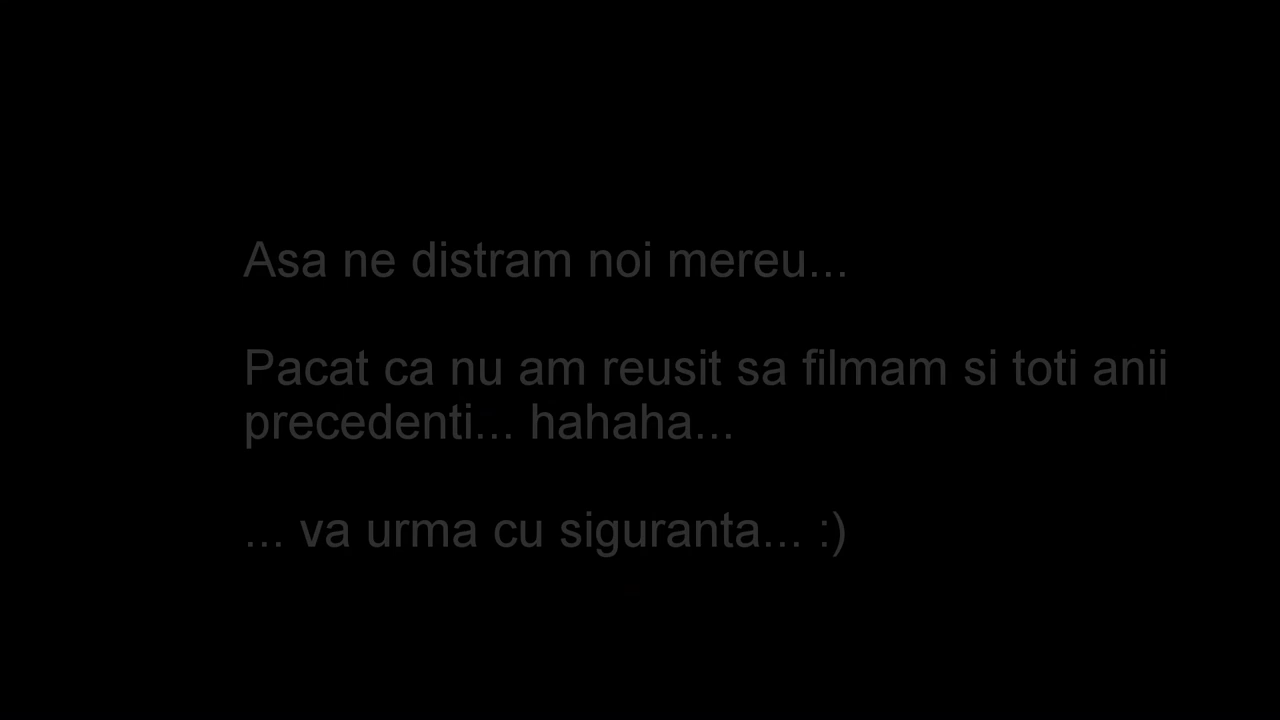 Asa ne distram noi mereu...
Pacat ca nu am reusit sa filmam si toti anii
precedenti... hahaha...
... va urma cu siguranta... :)